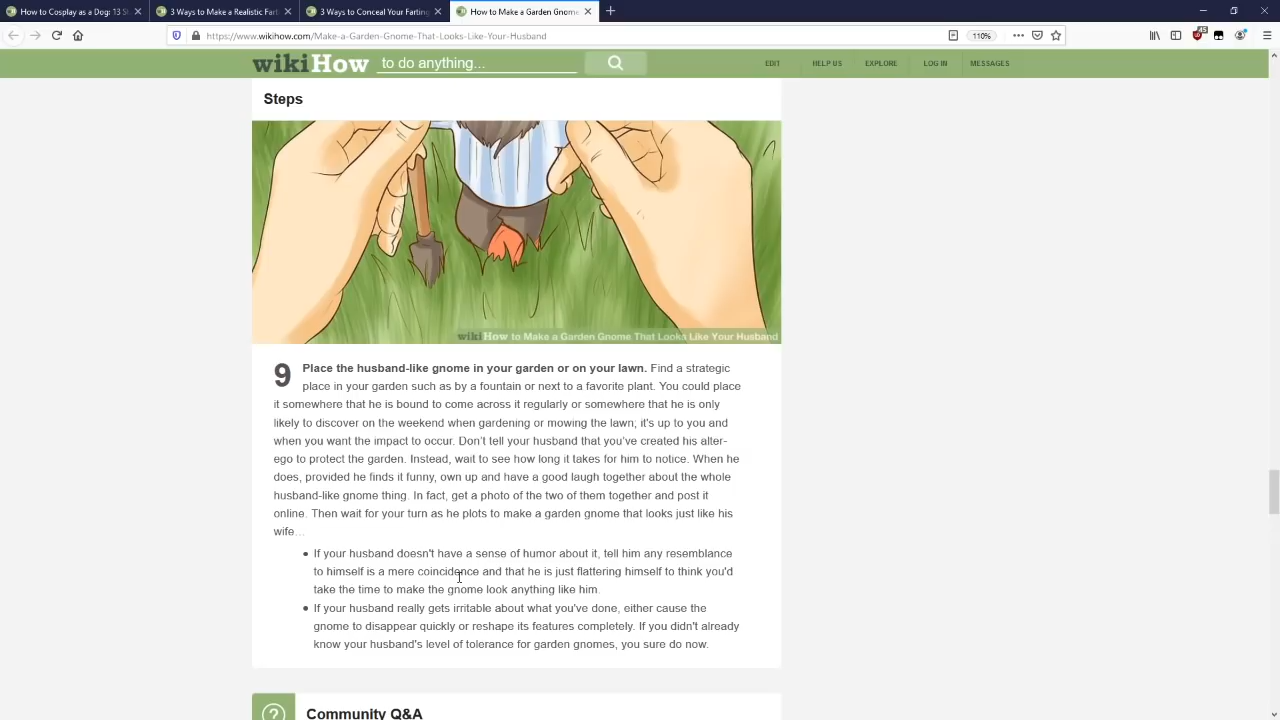 How to Cosplay as a Dog: 13 S
3 Ways to Make a Realistic Fart
3 Ways to Conceal Your Farting
How to Make a Garden Gnome
https://www.wikihow.com/Make-a-Garden-Gnome-That-Looks-Like-Your-Husband
110%
wikiHow to do anything...
EDIT
HELP US
EXPLORE
LOG IN
MESSAGES
Steps
wikiHow to Make a Garden Gnome That Looks Like Your Husband
9 Place the husband-like gnome in your garden or on your lawn. Find a strategic
place in your garden such as by a fountain or next to a favorite plant. You could place
it somewhere that he is bound to come across it regularly or somewhere that he is only
likely to discover on the weekend when gardening or mowing the lawn; it's up to you and
when you want the impact to occur. Don't tell your husband that you've created his alter-
ego to protect the garden. Instead, wait to see how long it takes for him to notice. When he
does, provided he finds it funny, own up and have a good laugh together about the whole
husband-like gnome thing. In fact, get a photo of the two of them together and post it
online. Then wait for your turn as he plots to make a garden gnome that looks just like his
wife...
• If your husband doesn't have a sense of humor about it, tell him any resemblance
to himself is a mere coincidence and that he is just flattering himself to think you'd
take the time to make the gnome look anything like him.
• If your husband really gets irritable about what you've done, either cause the
gnome to disappear quickly or reshape its features completely. If you didn't already
know your husband's level of tolerance for garden gnomes, you sure do now.
Community Q&A